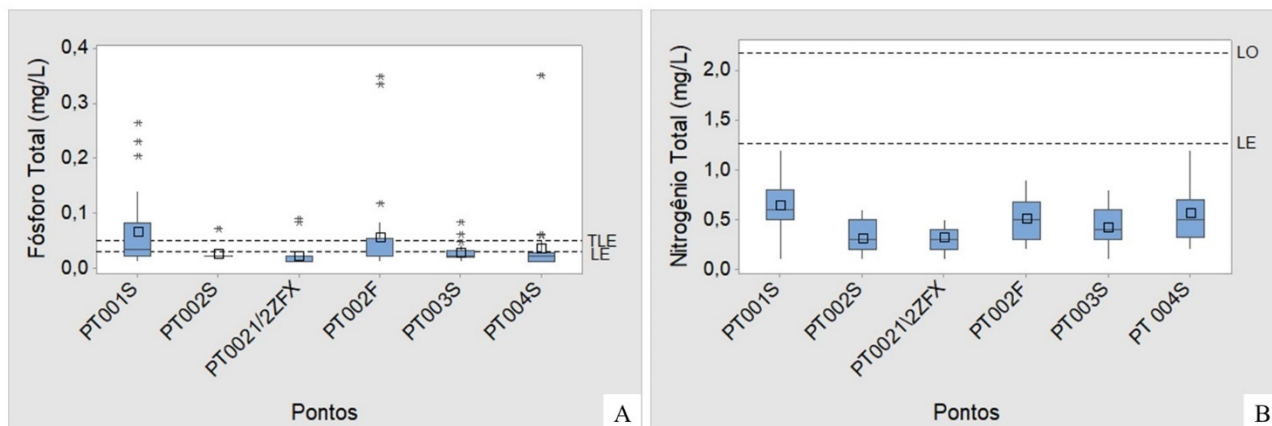 Fósforo Total (mg/L)
0,4
0,3
0,2
0,1
0,0
TLE
LE
PT001S
PT002S
PT0021/2ZFX
PT002F
PT003S
PT004S
Pontos
A
Nitrogênio Total (mg/L)
2,0
1,5
1,0
0,5
0,0
LO
LE
PT001S
PT002S
PT0021\2ZFX
PT002F
PT003S
PT 004S
Pontos
B